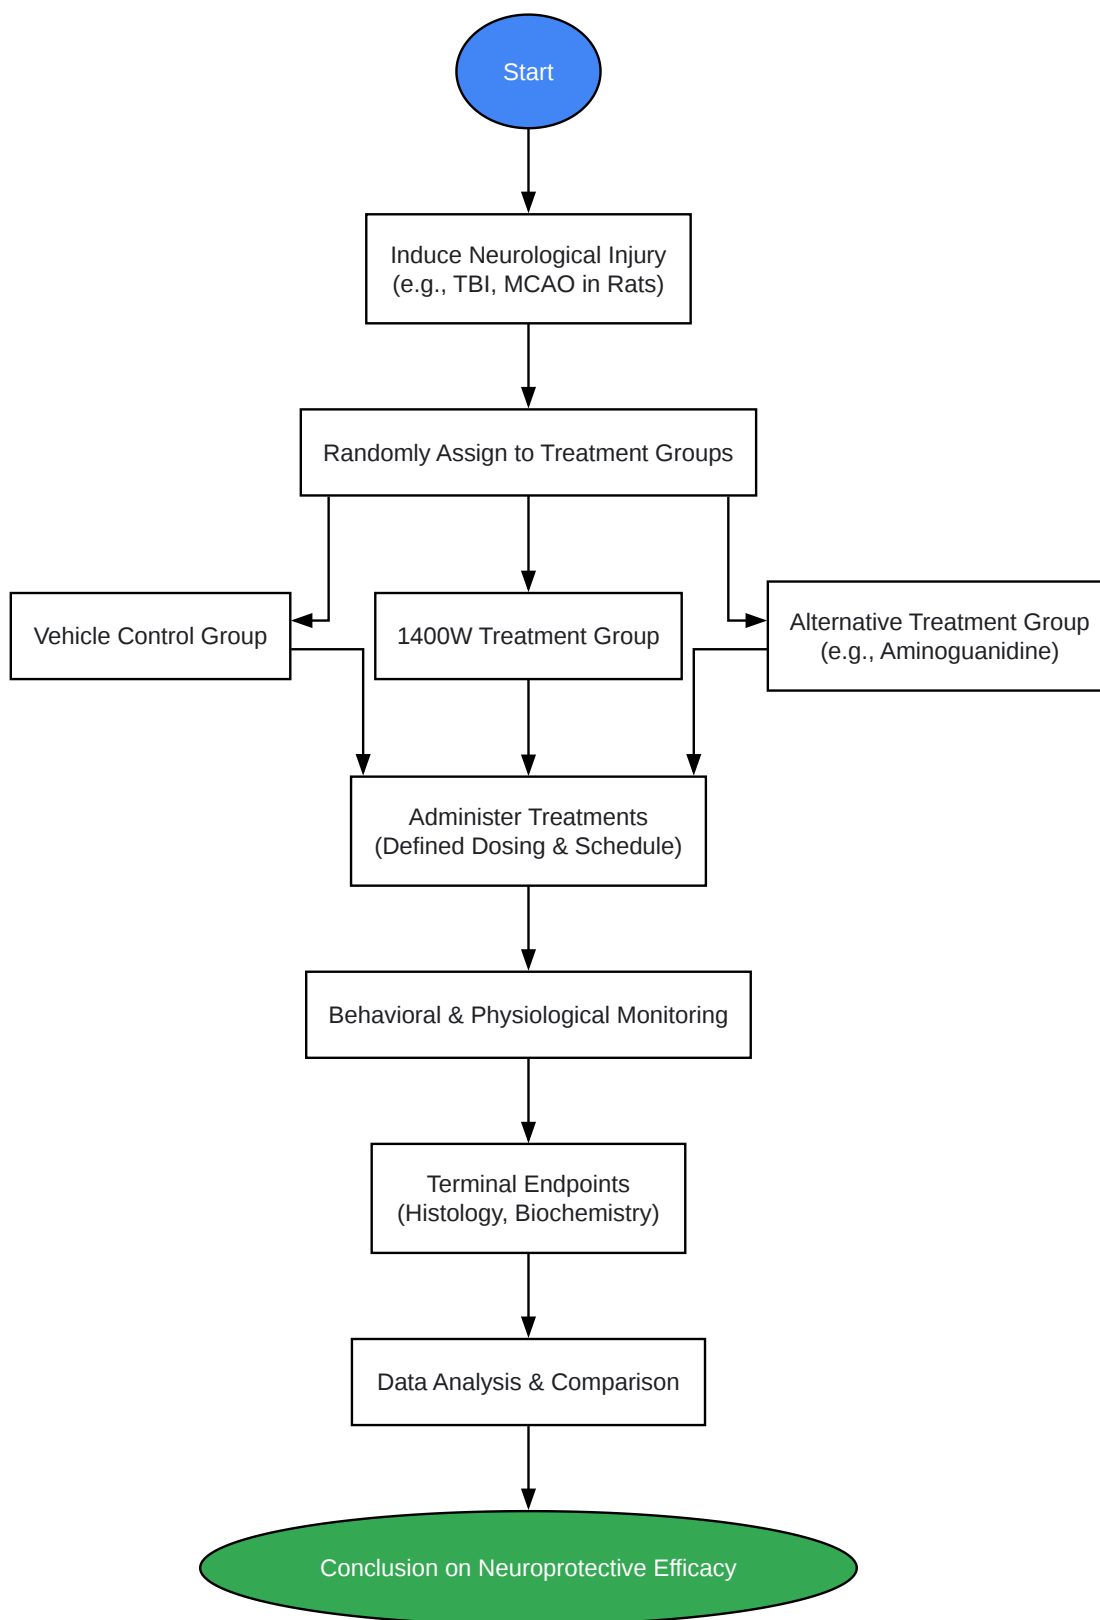 Start
Induce Neurological Injury
(e.g., TBI, MCAO in Rats)
Randomly Assign to Treatment Groups
Vehicle Control Group
1400W Treatment Group
Alternative Treatment Group
(e.g., Aminoguanidine)
Administer Treatments
(Defined Dosing & Schedule)
Behavioral & Physiological Monitoring
Terminal Endpoints
(Histology, Biochemistry)
Data Analysis & Comparison
Conclusion on Neuroprotective Efficacy